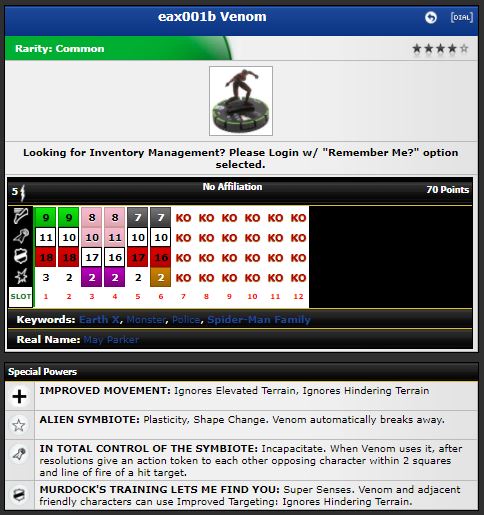 eax001b Venom
[DIAL]
Rarity: Common
Looking for Inventory Management? Please Login w/ "Remember Me?" option
selected.
5 No Affiliation 70 Points
9 9 8 8 7 7 KO KO KO KO KO KO
11 10 10 11 10 10 KO KO KO KO KO KO
18 18 17 16 17 16 KO KO KO KO KO KO
3 2 2 2 2 2 KO KO KO KO KO KO
SLOT 1 2 3 4 5 6 7 8 9 10 11 12
Keywords: Earth X, Monster, Police, Spider-Man Family
Real Name: May Parker
Special Powers
IMPROVED MOVEMENT: Ignores Elevated Terrain, Ignores Hindering Terrain
ALIEN SYMBIOTE: Plasticity, Shape Change. Venom automatically breaks away.
IN TOTAL CONTROL OF THE SYMBIOTE: Incapacitate. When Venom uses it, after
resolutions give an action token to each other opposing character within 2 squares
and line of fire of a hit target.
MURDOCK'S TRAINING LETS ME FIND YOU: Super Senses. Venom and adjacent
friendly characters can use Improved Targeting: Ignores Hindering Terrain.